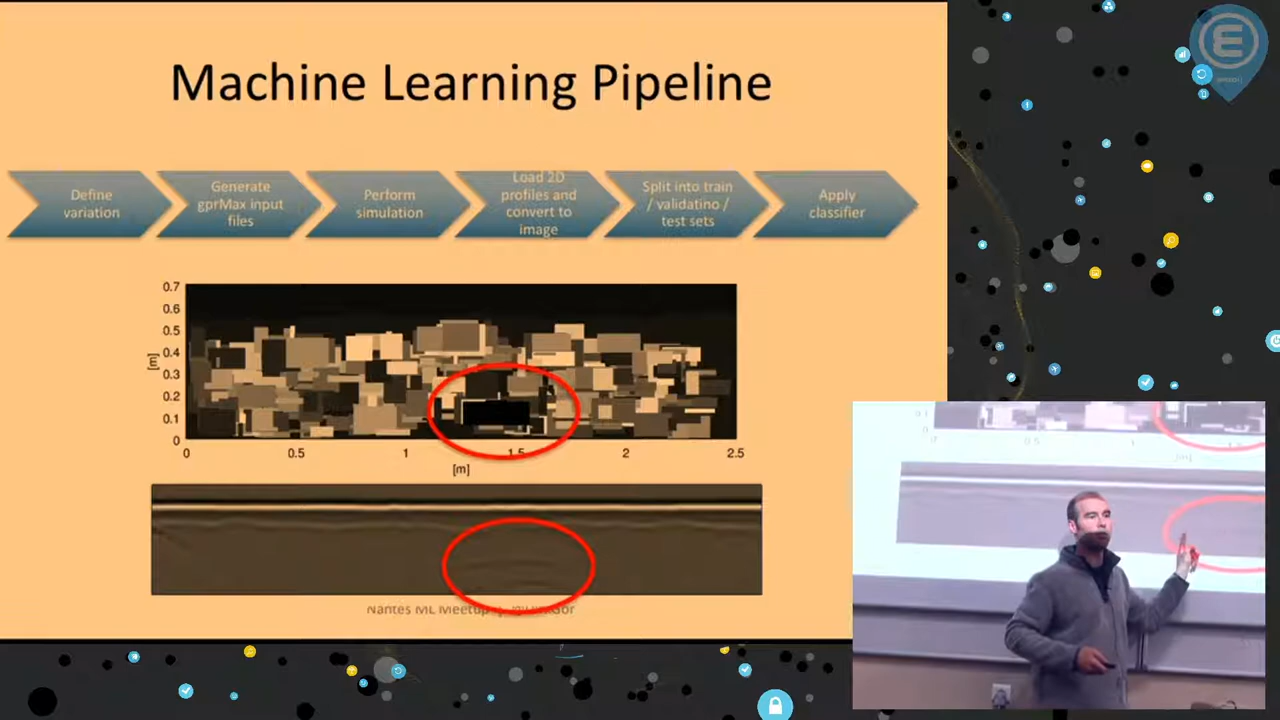 Machine Learning Pipeline
Define
variation
Generate
gprMax input
files
Perform
simulation
Load 2D
profiles and
convert to
image
Split into train
/ validatino /
test sets
Apply
classifier
0.7
0.6
0.5
0.4
0.3
0.2
0.1
0
[m]
0
0.5
1
1.5
2
2.5
[m]
Nantes ML Meetup